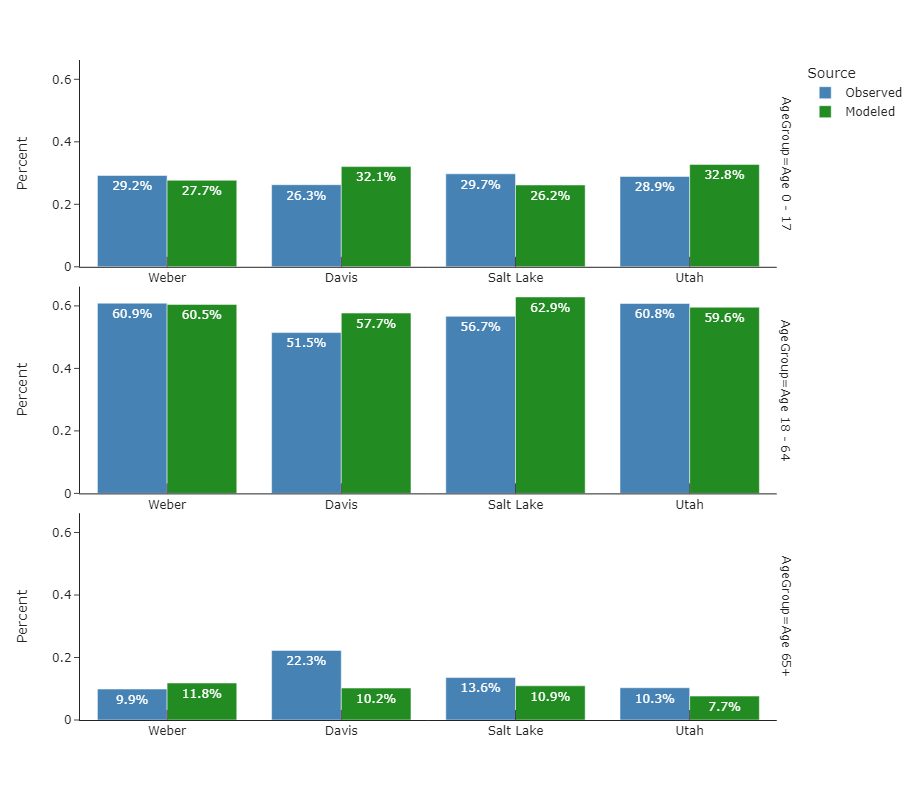 Source
Observed
Modeled
Percent
0.6
0.4
0.2
0
29.2%
27.7%
26.3%
32.1%
29.7%
26.2%
28.9%
32.8%
Weber
Davis
Salt Lake
Utah
AgeGroup=Age 0 - 17
Percent
0.6
0.4
0.2
0
60.9%
60.5%
51.5%
57.7%
56.7%
62.9%
60.8%
59.6%
Weber
Davis
Salt Lake
Utah
AgeGroup=Age 18 - 64
Percent
0.6
0.4
0.2
0
9.9%
11.8%
22.3%
10.2%
13.6%
10.9%
10.3%
7.7%
Weber
Davis
Salt Lake
Utah
AgeGroup=Age 65+